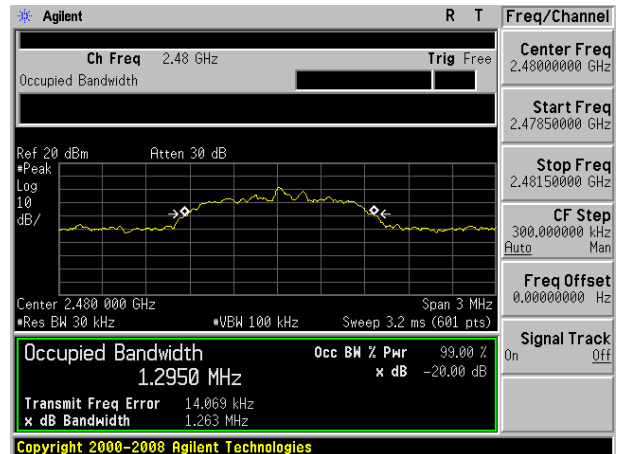 Agilent R T Freq/Channel
Ch Freq 2.48 GHz Trig Free
Occupied Bandwidth
Center Freq
2.48000000 GHz
Start Freq
2.47850000 GHz
Stop Freq
2.48150000 GHz
CF Step
300.000000 kHz
Auto Man
Freq Offset
0.00000000 Hz
Signal Track
On Off
Ref 20 dBm Atten 30 dB
#Peak
Log
10
dB/
Center 2.480 000 GHz Span 3 MHz
#Res BW 30 kHz #VBW 100 kHz Sweep 3.2 ms (601 pts)
Occupied Bandwidth Occ BW % Pwr 99.00 %
1.2950 MHz x dB -20.00 dB
Transmit Freq Error 14.069 kHz
x dB Bandwidth 1.263 MHz
Copyright 2000-2008 Agilent Technologies